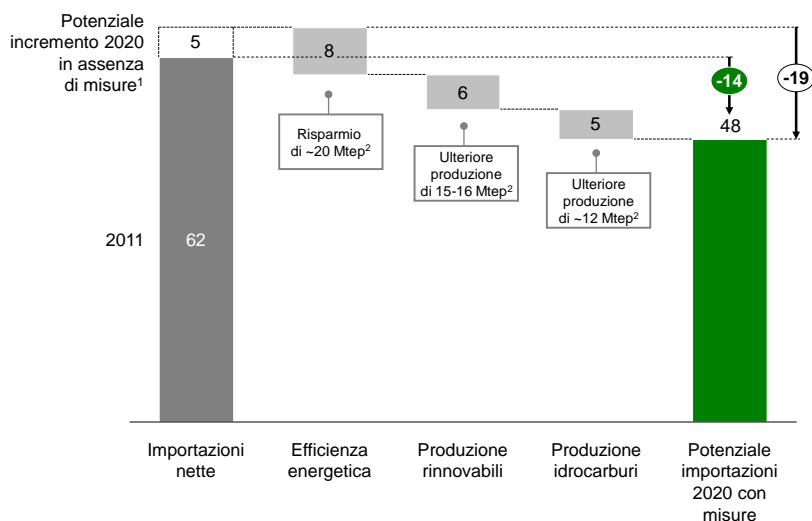 Potenziale
incremento 2020
in assenza
di misure¹
5
8
-14
-19
6
5
48
Risparmio
di ~20 Mtep²
Ulteriore
produzione
di 15-16 Mtep²
Ulteriore
produzione
di ~12 Mtep²
2011
62
Importazioni
nette
Efficienza
energetica
Produzione
rinnovabili
Produzione
idrocarburi
Potenziale
importazioni
2020 con
misure